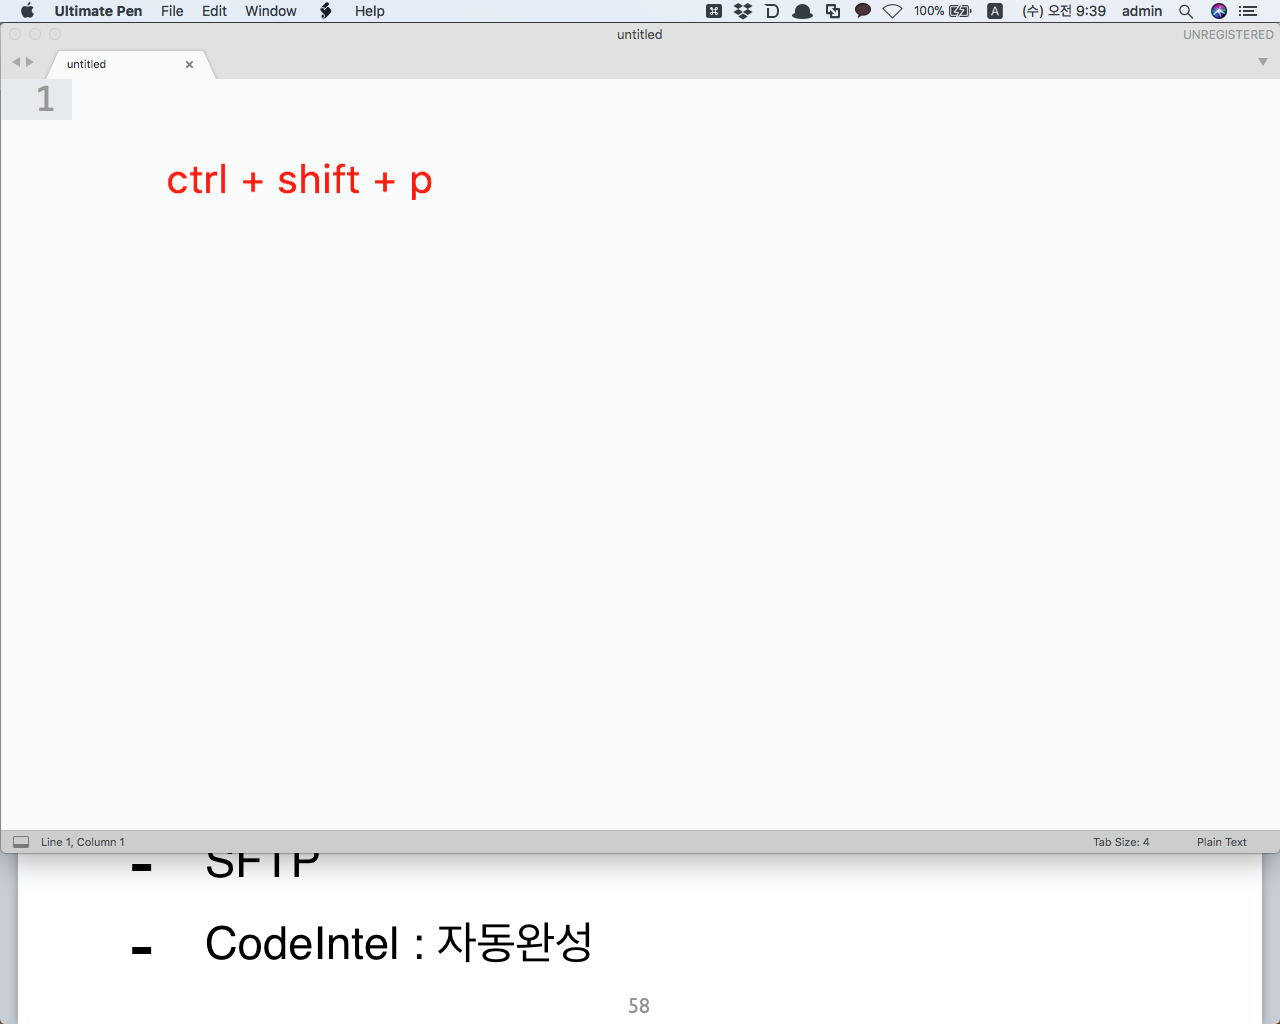 Ultimate Pen File Edit Window Help 100% A (수) 오전 9:39 admin
untitled UNREGISTERED
untitled
1
ctrl + shift + p
Line 1, Column 1 Tab Size: 4 Plain Text
- SFTP
- CodeIntel : 자동완성
58